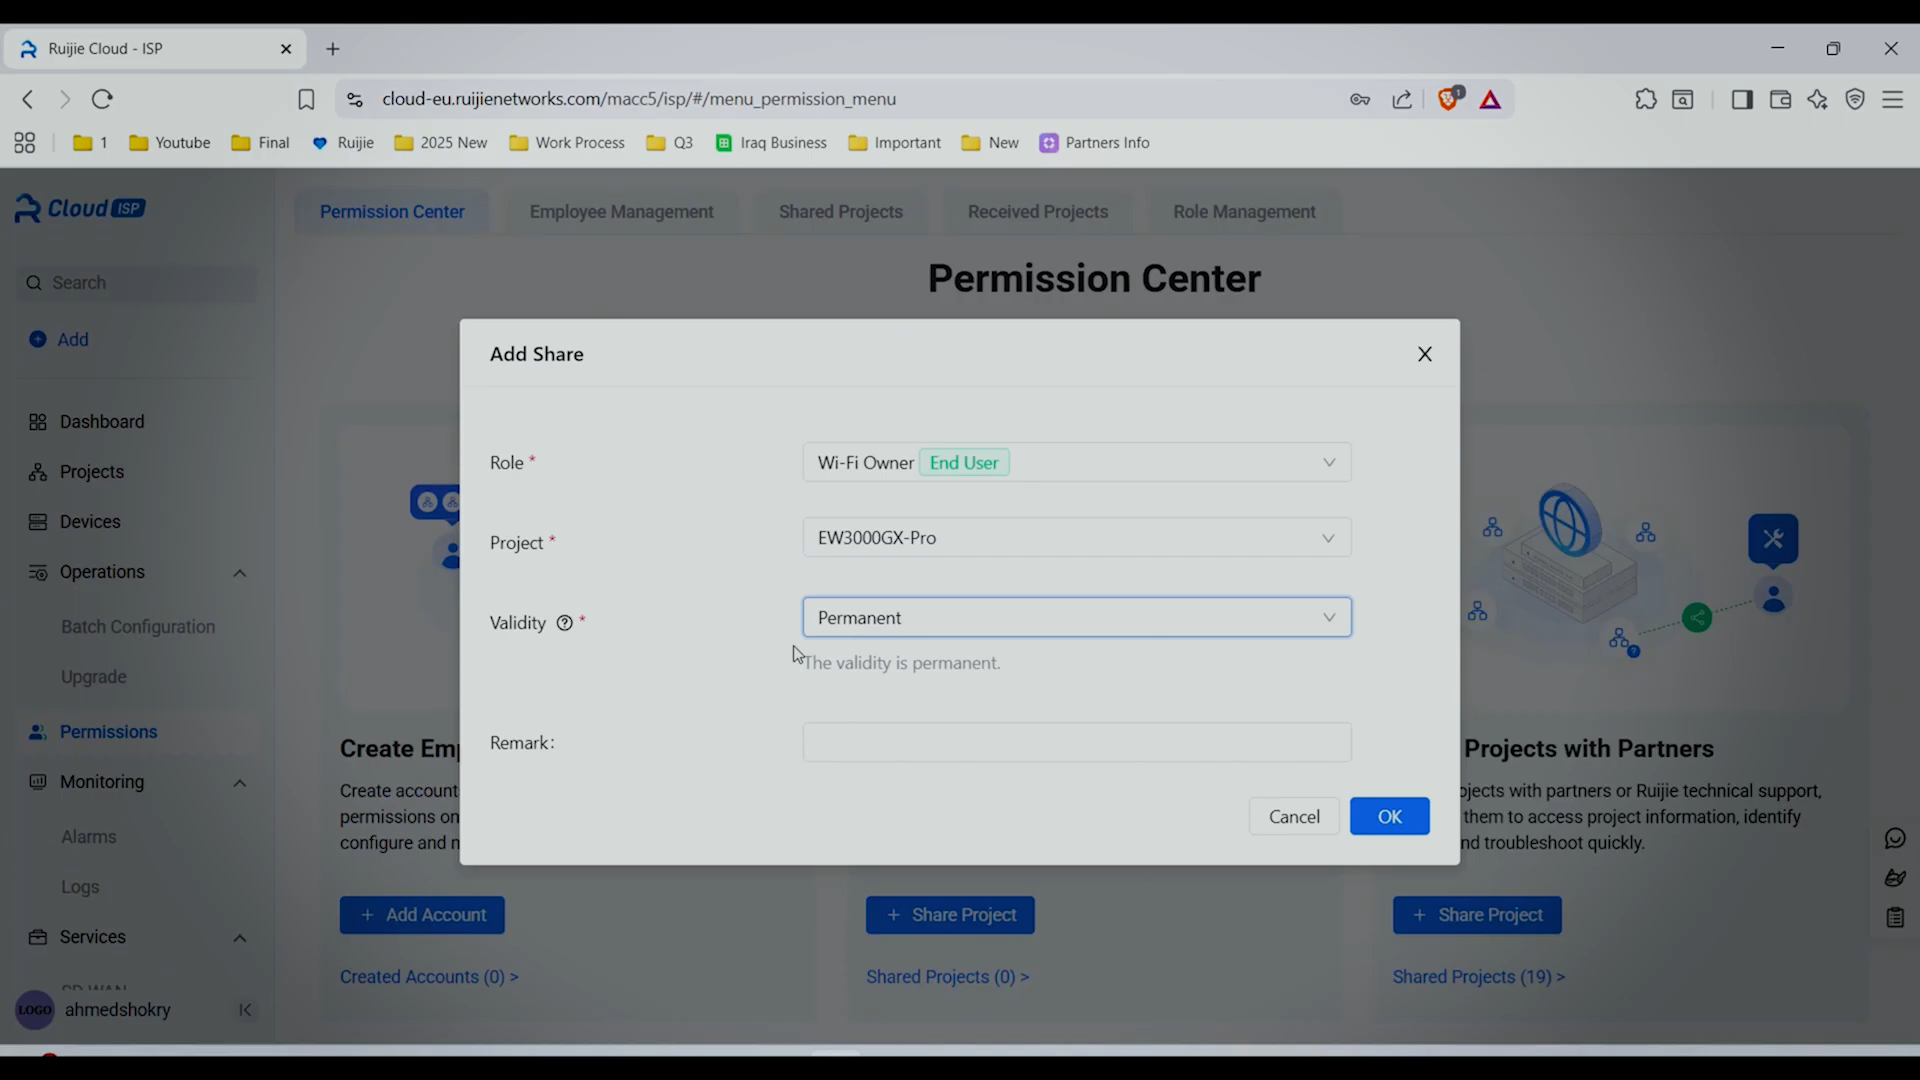 Ruijie Cloud - ISP
cloud-eu.ruijienetworks.com/macc5/isp/#/menu_permission_menu
1
1
Youtube
Final
Ruijie
2025 New
Work Process
Q3
Iraq Business
Important
New
Partners Info
Cloud ISP
Permission Center
Employee Management
Shared Projects
Received Projects
Role Management
Search
Permission Center
Add
Add Share
Dashboard
Projects
Devices
Operations
Batch Configuration
Upgrade
Permissions
Monitoring
Alarms
Logs
Services
SD-WAN
LOGO
ahmedshokry
Role *
Wi-Fi Owner End User
Project *
EW3000GX-Pro
Validity ? *
Permanent
The validity is permanent.
Remark:
Cancel
OK
Create Em
Create account
permissions on
configure and
Projects with Partners
ojects with partners or Ruijie technical support,
them to access project information, identify
nd troubleshoot quickly.
+ Add Account
+ Share Project
+ Share Project
Created Accounts (0) >
Shared Projects (0) >
Shared Projects (19) >